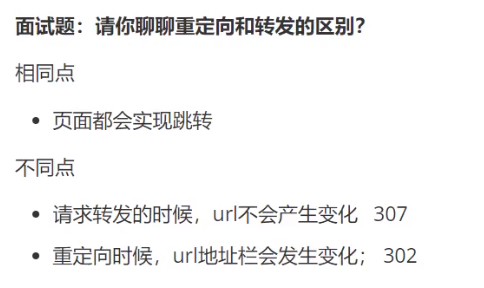 面试题：请你聊聊重定向和转发的区别？
相同点
• 页面都会实现跳转
不同点
• 请求转发的时候，url不会产生变化 307
• 重定向时候，url地址栏会发生变化； 302